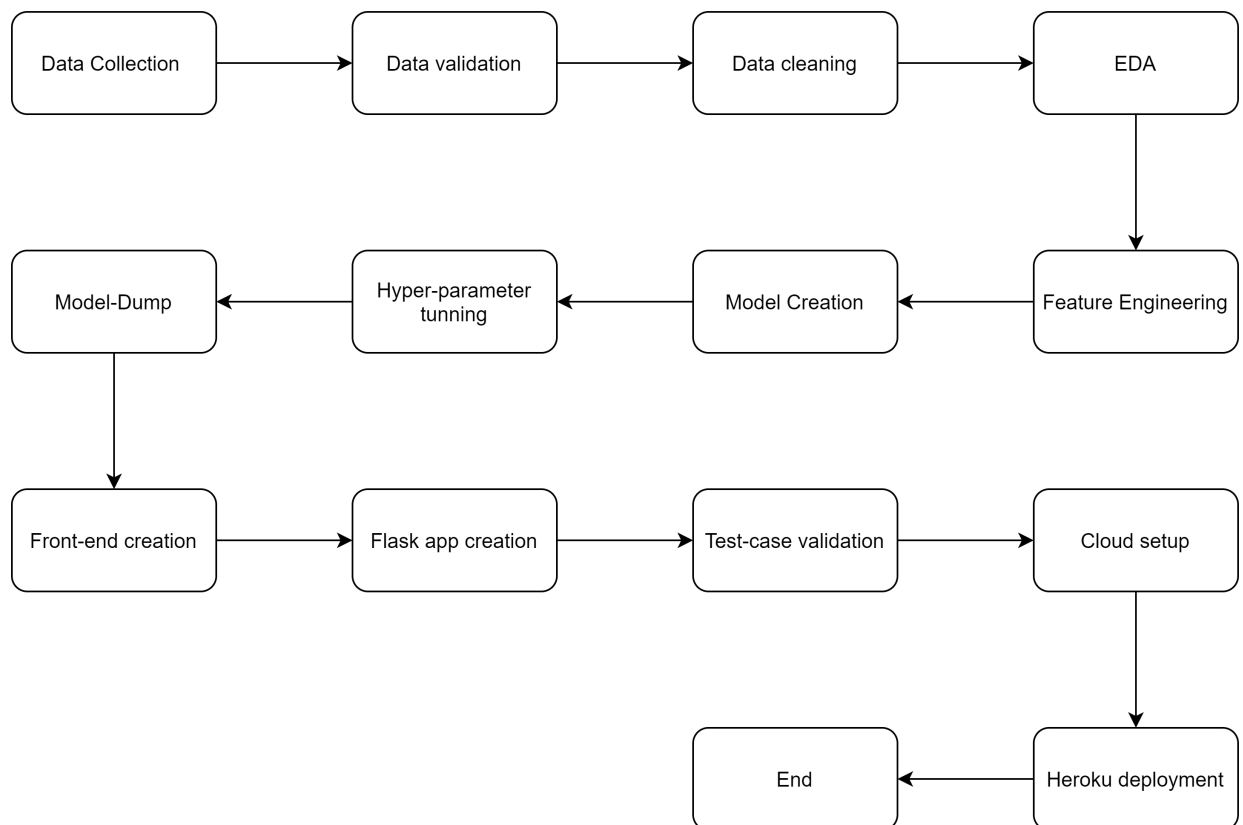 Data Collection
Data validation
Data cleaning
EDA
Feature Engineering
Model Creation
Hyper-parameter
tunning
Model-Dump
Front-end creation
Flask app creation
Test-case validation
Cloud setup
Heroku deployment
End